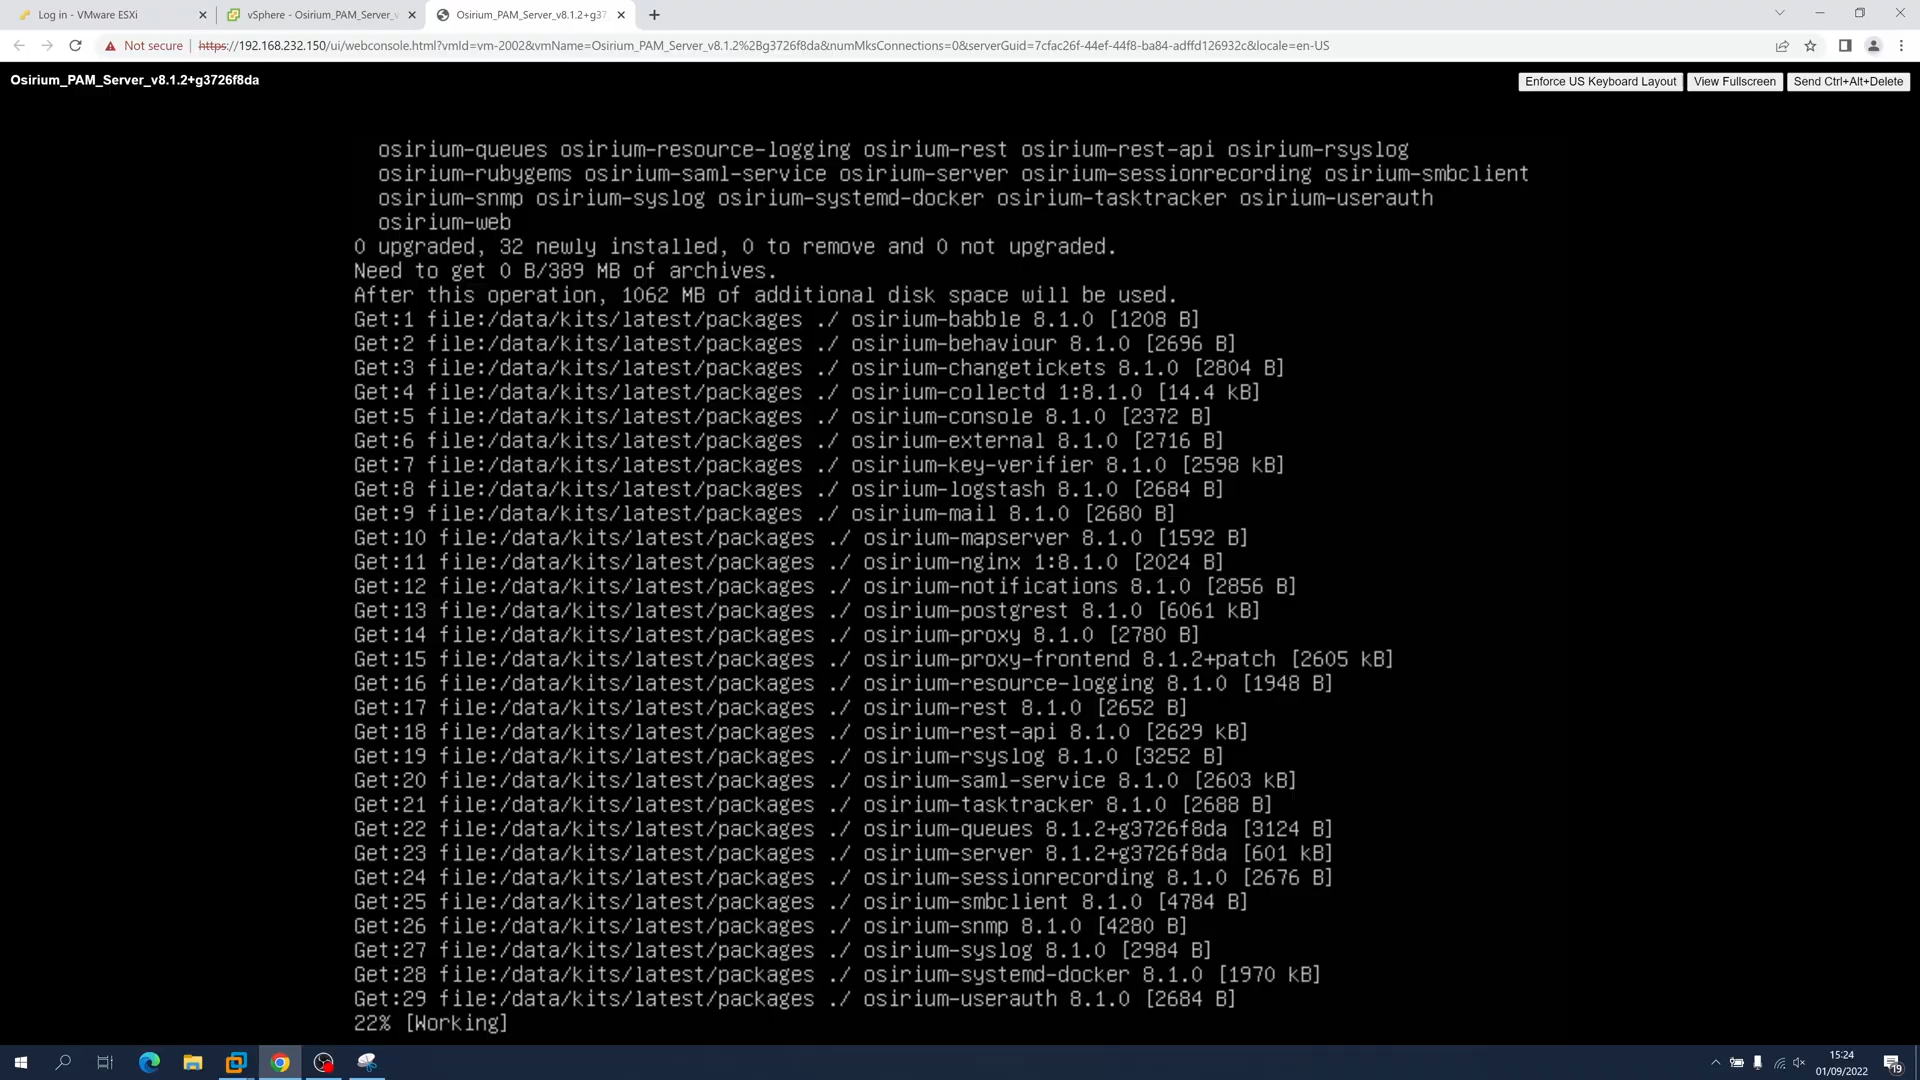 Log in - VMware ESXi
vSphere - Osirium_PAM_Server_v
Osirium_PAM_Server_v8.1.2+g37
Not secure
https://192.168.232.150/ui/webconsole.html?vmId=vm-2002&vmName=Osirium_PAM_Server_v8.1.2%2Bg3726f8da&numMksConnections=0&serverGuid=7cfac26f-44ef-44f8-ba84-adffd126932c&locale=en-US
Osirium_PAM_Server_v8.1.2+g3726f8da
Enforce US Keyboard Layout
View Fullscreen
Send Ctrl+Alt+Delete
osirium-queues osirium-resource-logging osirium-rest osirium-rest-api osirium-rsyslog
osirium-rubygems osirium-saml-service osirium-server osirium-sessionrecording osirium-smbclient
osirium-snmp osirium-syslog osirium-systemd-docker osirium-tasktracker osirium-userauth
osirium-web
0 upgraded, 32 newly installed, 0 to remove and 0 not upgraded.
Need to get 0 B/389 MB of archives.
After this operation, 1062 MB of additional disk space will be used.
Get:1 file:/data/kits/latest/packages ./ osirium-babble 8.1.0 [1208 B]
Get:2 file:/data/kits/latest/packages ./ osirium-behaviour 8.1.0 [2696 B]
Get:3 file:/data/kits/latest/packages ./ osirium-changetickets 8.1.0 [2804 B]
Get:4 file:/data/kits/latest/packages ./ osirium-collectd 1:8.1.0 [14.4 kB]
Get:5 file:/data/kits/latest/packages ./ osirium-console 8.1.0 [2372 B]
Get:6 file:/data/kits/latest/packages ./ osirium-external 8.1.0 [2716 B]
Get:7 file:/data/kits/latest/packages ./ osirium-key-verifier 8.1.0 [2598 kB]
Get:8 file:/data/kits/latest/packages ./ osirium-logstash 8.1.0 [2684 B]
Get:9 file:/data/kits/latest/packages ./ osirium-mail 8.1.0 [2680 B]
Get:10 file:/data/kits/latest/packages ./ osirium-mapserver 8.1.0 [1592 B]
Get:11 file:/data/kits/latest/packages ./ osirium-nginx 1:8.1.0 [2024 B]
Get:12 file:/data/kits/latest/packages ./ osirium-notifications 8.1.0 [2856 B]
Get:13 file:/data/kits/latest/packages ./ osirium-postgrest 8.1.0 [6061 kB]
Get:14 file:/data/kits/latest/packages ./ osirium-proxy 8.1.0 [2780 B]
Get:15 file:/data/kits/latest/packages ./ osirium-proxy-frontend 8.1.2+patch [2605 kB]
Get:16 file:/data/kits/latest/packages ./ osirium-resource-logging 8.1.0 [1948 B]
Get:17 file:/data/kits/latest/packages ./ osirium-rest 8.1.0 [2652 B]
Get:18 file:/data/kits/latest/packages ./ osirium-rest-api 8.1.0 [2629 kB]
Get:19 file:/data/kits/latest/packages ./ osirium-rsyslog 8.1.0 [3252 B]
Get:20 file:/data/kits/latest/packages ./ osirium-saml-service 8.1.0 [2603 kB]
Get:21 file:/data/kits/latest/packages ./ osirium-tasktracker 8.1.0 [2688 B]
Get:22 file:/data/kits/latest/packages ./ osirium-queues 8.1.2+g3726f8da [3124 B]
Get:23 file:/data/kits/latest/packages ./ osirium-server 8.1.2+g3726f8da [601 kB]
Get:24 file:/data/kits/latest/packages ./ osirium-sessionrecording 8.1.0 [2676 B]
Get:25 file:/data/kits/latest/packages ./ osirium-smbclient 8.1.0 [4784 B]
Get:26 file:/data/kits/latest/packages ./ osirium-snmp 8.1.0 [4280 B]
Get:27 file:/data/kits/latest/packages ./ osirium-syslog 8.1.0 [2984 B]
Get:28 file:/data/kits/latest/packages ./ osirium-systemd-docker 8.1.0 [1970 kB]
Get:29 file:/data/kits/latest/packages ./ osirium-userauth 8.1.0 [2684 B]
22% [Working]
15:24
01/09/2022
19